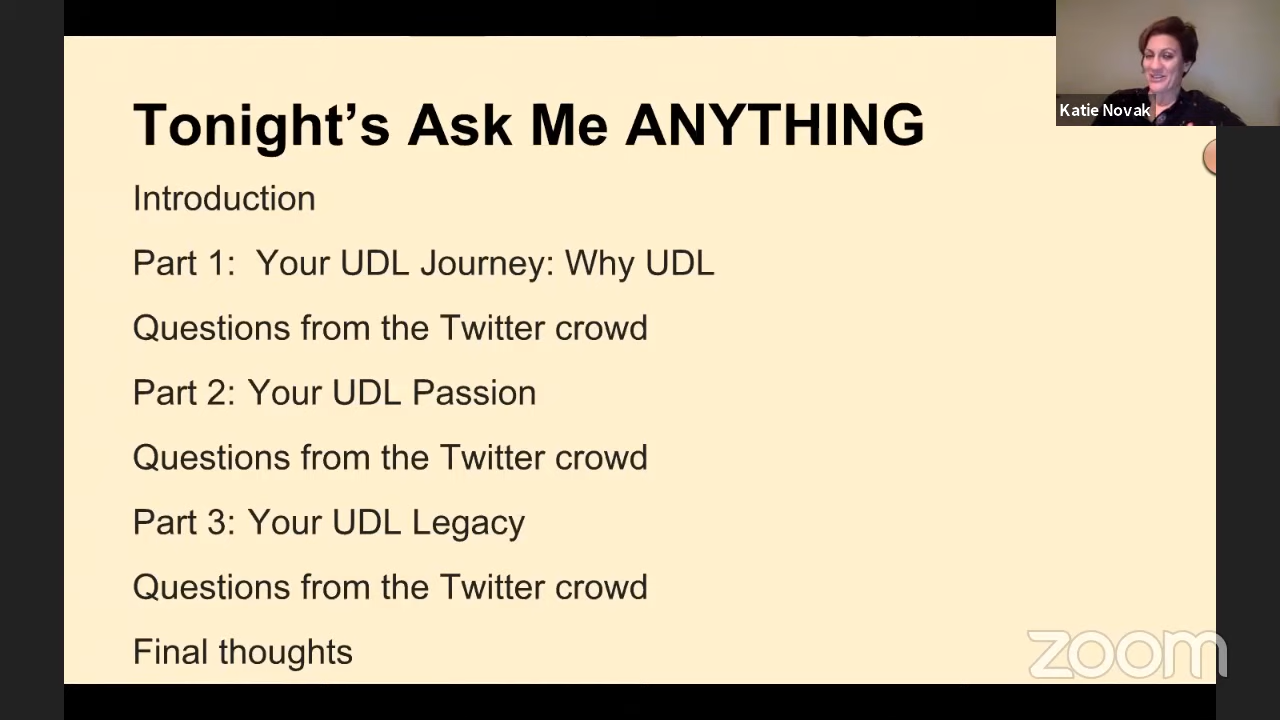 Tonight’s Ask Me ANYTHING
Katie Novak
Introduction
Part 1:  Your UDL Journey: Why UDL
Questions from the Twitter crowd
Part 2: Your UDL Passion
Questions from the Twitter crowd
Part 3: Your UDL Legacy
Questions from the Twitter crowd
Final thoughts
zoom